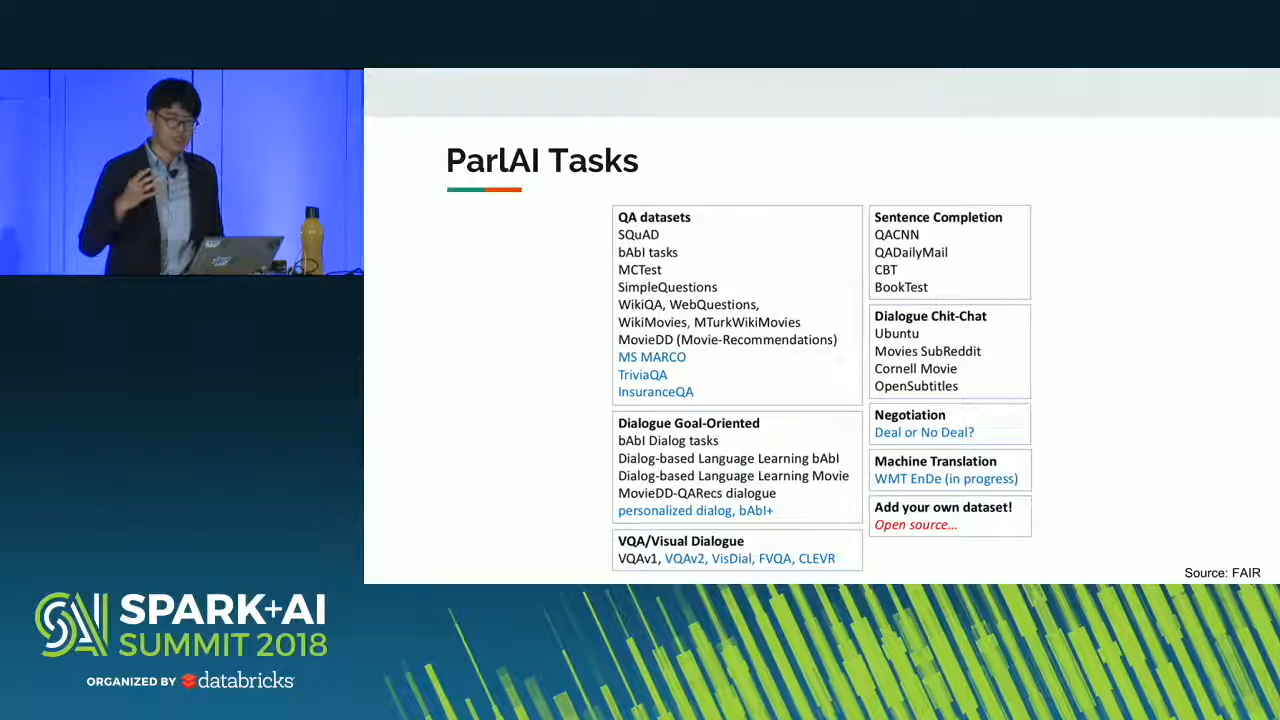 ParlAI Tasks
QA datasets
SQuAD
bAbI tasks
MCTest
SimpleQuestions
WikiQA, WebQuestions,
WikiMovies, MTurkWikiMovies
MovieDD (Movie-Recommendations)
MS MARCO
TriviaQA
InsuranceQA
Dialogue Goal-Oriented
bAbI Dialog tasks
Dialog-based Language Learning bAbI
Dialog-based Language Learning Movie
MovieDD-QARecs dialogue
personalized dialog, bAbI+
VQA/Visual Dialogue
VQAv1, VQAv2, VisDial, FVQA, CLEVR
Sentence Completion
QACNN
QADailyMail
CBT
BookTest
Dialogue Chit-Chat
Ubuntu
Movies SubReddit
Cornell Movie
OpenSubtitles
Negotiation
Deal or No Deal?
Machine Translation
WMT EnDe (in progress)
Add your own dataset!
Open source...
Source: FAIR
SPARK+AI
SUMMIT 2018
ORGANIZED BY databricks